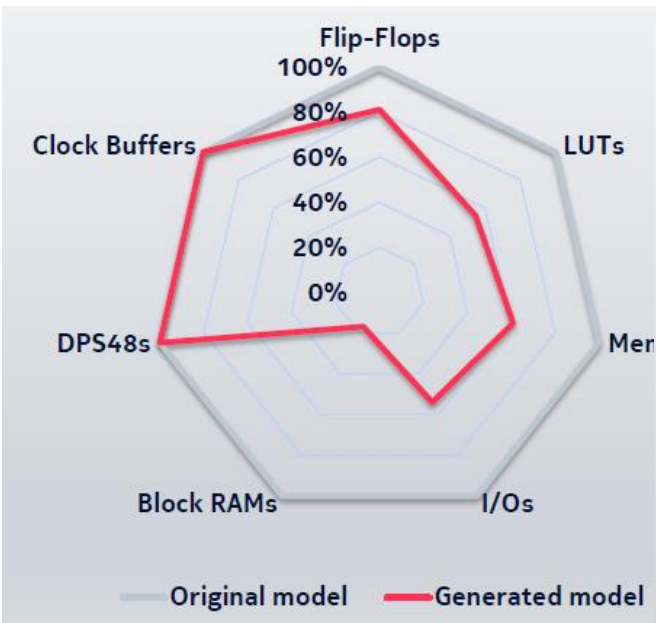 Flip-Flops
100%
80%
60%
40%
20%
0%
Clock Buffers
LUTs
DPS48s
Mer
Block RAMs
I/Os
Original model
Generated model